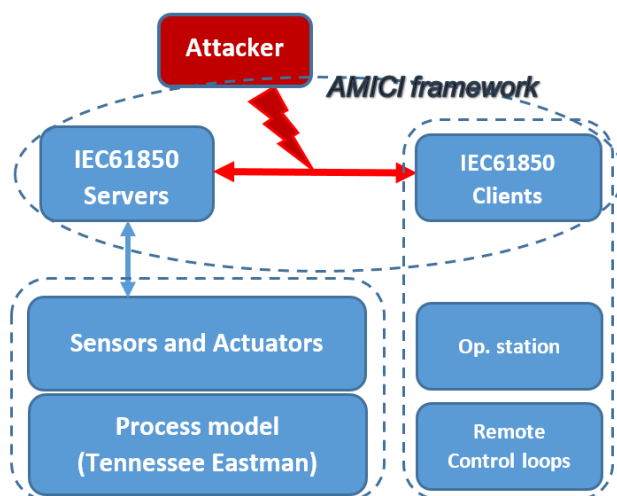 Attacker
AMICI framework
IEC61850
Servers
IEC61850
Clients
Sensors and Actuators
Op. station
Process model
(Tennessee Eastman)
Remote
Control loops